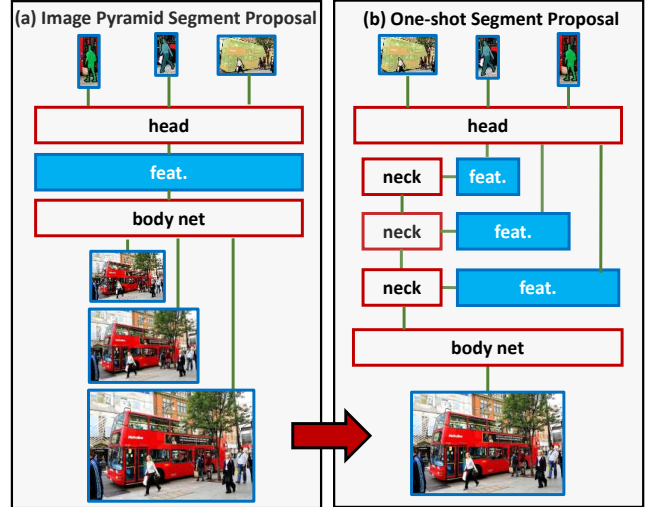 (a) Image Pyramid Segment Proposal
head
feat.
body net
(b) One-shot Segment Proposal
head
neck
feat.
neck
feat.
neck
feat.
body net